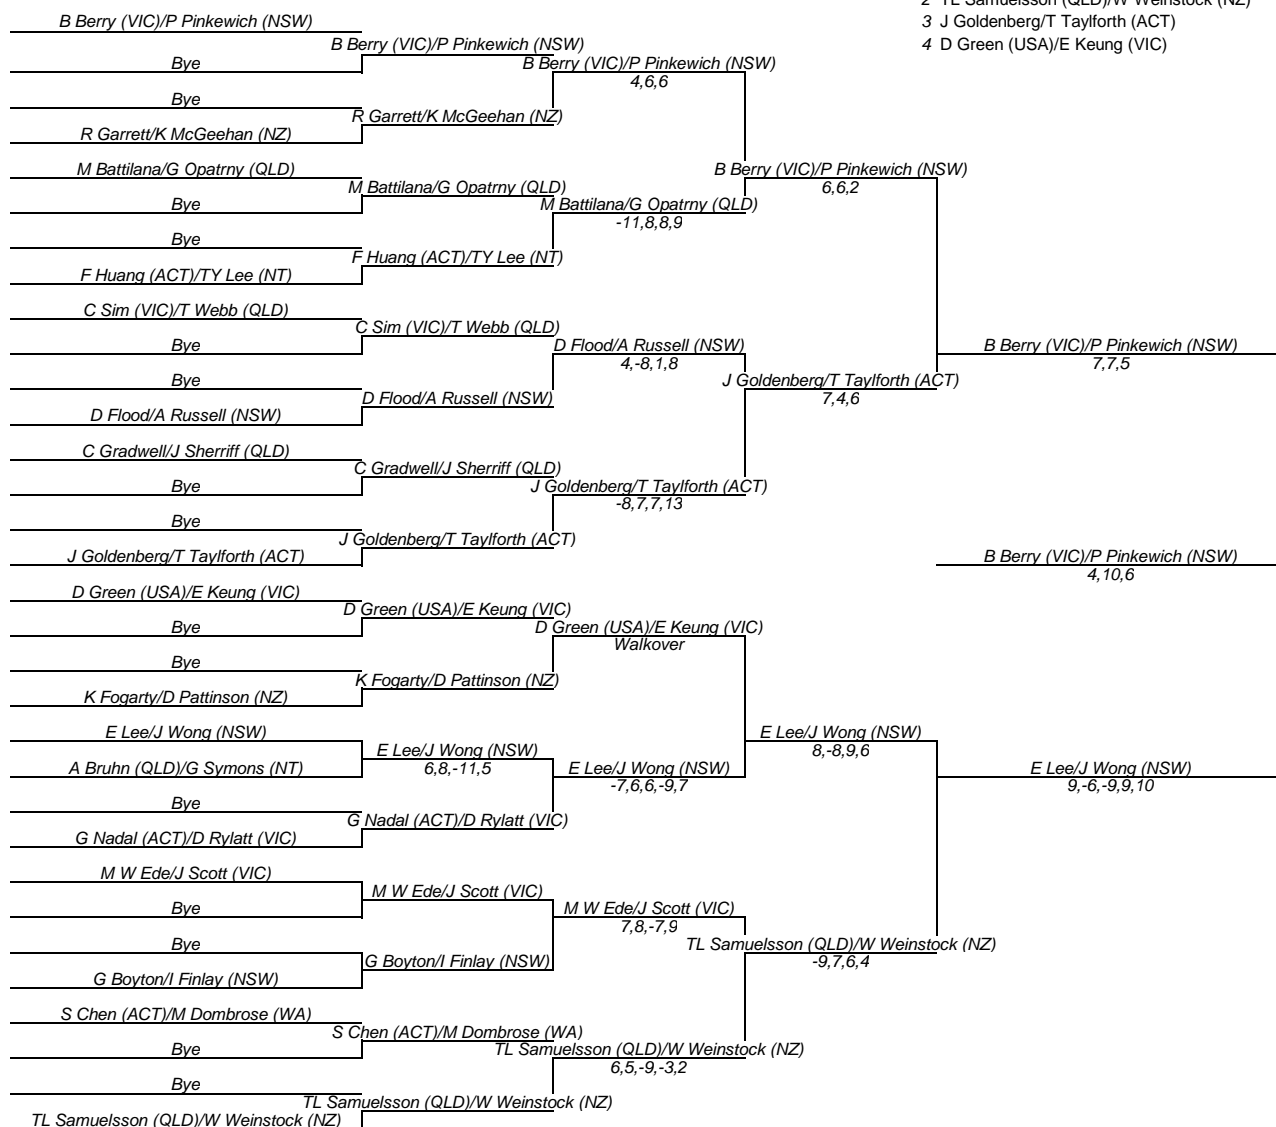 2 TL Samuelsson (QLD)/W Weinstock (NZ)
3 J Goldenberg/T Taylforth (ACT)
4 D Green (USA)/E Keung (VIC)
B Berry (VIC)/P Pinkewich (NSW)
Bye
Bye
R Garrett/K McGeehan (NZ)
M Battilana/G Opatrny (QLD)
Bye
Bye
F Huang (ACT)/TY Lee (NT)
C Sim (VIC)/T Webb (QLD)
Bye
Bye
D Flood/A Russell (NSW)
C Gradwell/J Sherriff (QLD)
Bye
Bye
J Goldenberg/T Taylforth (ACT)
D Green (USA)/E Keung (VIC)
Bye
Bye
K Fogarty/D Pattinson (NZ)
E Lee/J Wong (NSW)
A Bruhn (QLD)/G Symons (NT)
Bye
G Nadal (ACT)/D Rylatt (VIC)
M W Ede/J Scott (VIC)
Bye
Bye
G Boyton/I Finlay (NSW)
S Chen (ACT)/M Dombrose (WA)
Bye
Bye
TL Samuelsson (QLD)/W Weinstock (NZ)
B Berry (VIC)/P Pinkewich (NSW)
R Garrett/K McGeehan (NZ)
M Battilana/G Opatrny (QLD)
F Huang (ACT)/TY Lee (NT)
C Sim (VIC)/T Webb (QLD)
D Flood/A Russell (NSW)
C Gradwell/J Sherriff (QLD)
J Goldenberg/T Taylforth (ACT)
D Green (USA)/E Keung (VIC)
K Fogarty/D Pattinson (NZ)
E Lee/J Wong (NSW)
6,8,-11,5
G Nadal (ACT)/D Rylatt (VIC)
M W Ede/J Scott (VIC)
G Boyton/I Finlay (NSW)
S Chen (ACT)/M Dombrose (WA)
TL Samuelsson (QLD)/W Weinstock (NZ)
B Berry (VIC)/P Pinkewich (NSW)
4,6,6
M Battilana/G Opatrny (QLD)
-11,8,8,9
D Flood/A Russell (NSW)
4,-8,1,8
J Goldenberg/T Taylforth (ACT)
-8,7,7,13
D Green (USA)/E Keung (VIC)
Walkover
E Lee/J Wong (NSW)
-7,6,6,-9,7
M W Ede/J Scott (VIC)
7,8,-7,9
TL Samuelsson (QLD)/W Weinstock (NZ)
6,5,-9,-3,2
B Berry (VIC)/P Pinkewich (NSW)
6,6,2
J Goldenberg/T Taylforth (ACT)
7,4,6
E Lee/J Wong (NSW)
8,-8,9,6
TL Samuelsson (QLD)/W Weinstock (NZ)
-9,7,6,4
B Berry (VIC)/P Pinkewich (NSW)
7,7,5
B Berry (VIC)/P Pinkewich (NSW)
4,10,6
E Lee/J Wong (NSW)
9,-6,-9,9,10